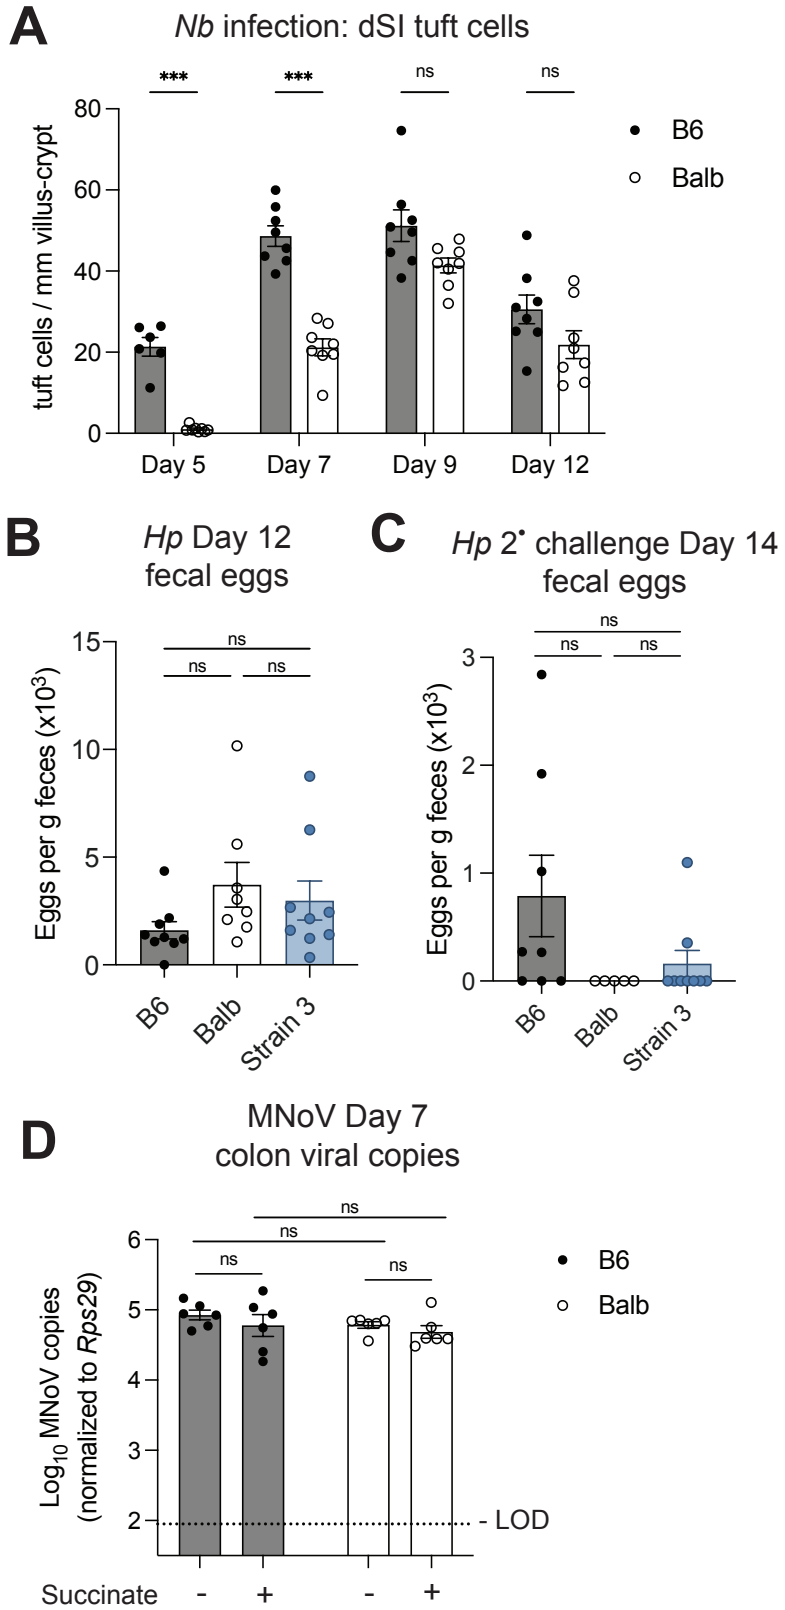 A
Nb infection: dSI tuft cells
*** *** ns ns
80
60
40
20
0
tuft cells / mm villus-crypt
B6
Balb
Day 5 Day 7 Day 9 Day 12
B
Hp Day 12
fecal eggs
ns
ns ns
15
10
5
0
Eggs per g feces (x10³)
B6 Balb Strain 3
C
Hp 2• challenge Day 14
fecal eggs
ns
ns ns
3
2
1
0
Eggs per g feces (x10³)
B6 Balb Strain 3
D
MNoV Day 7
colon viral copies
ns
ns
ns ns
6
5
4
3
2
Log₁₀ MNoV copies
(normalized to Rps29)
B6
Balb
- LOD
Succinate - + - +